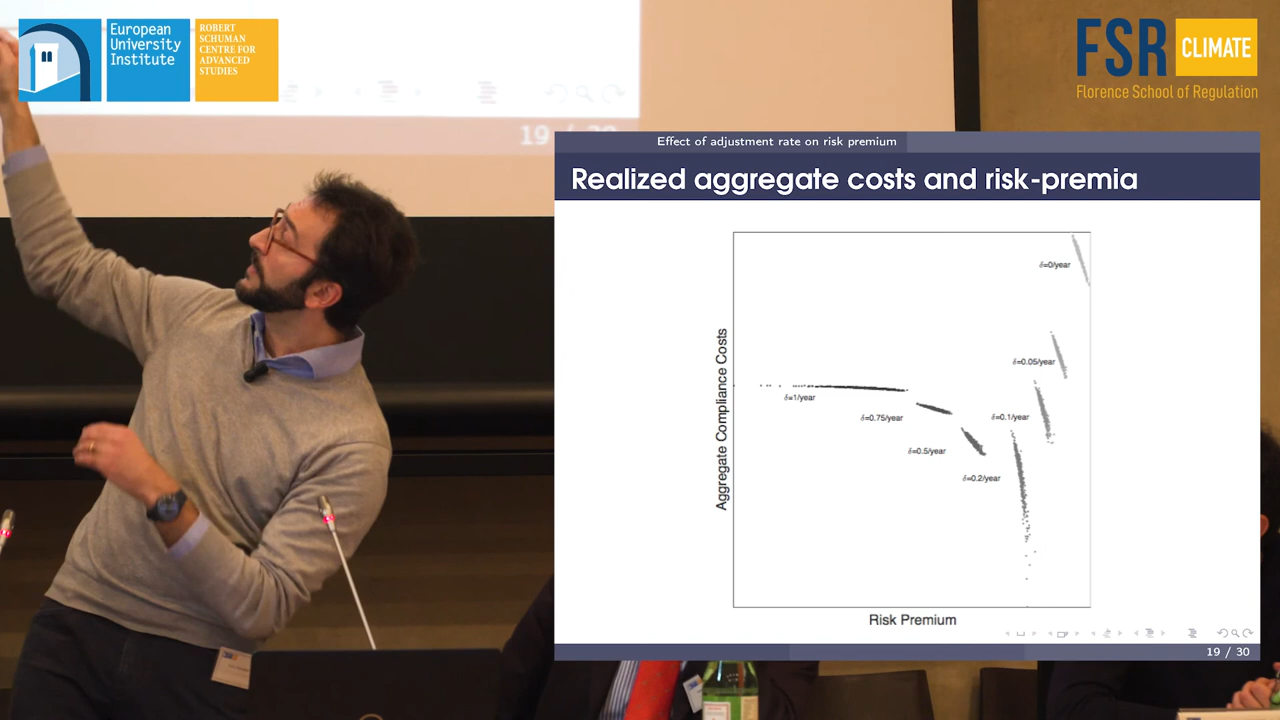 European
University
Institute
ROBERT
SCHUMAN
CENTRE FOR
ADVANCED
STUDIES
FSR CLIMATE
Florence School of Regulation
19 / 30
Effect of adjustment rate on risk premium
Realized aggregate costs and risk-premia
Aggregate Compliance Costs
δ=0/year
δ=0.05/year
δ=1/year
δ=0.75/year
δ=0.1/year
δ=0.5/year
δ=0.2/year
Risk Premium
19 / 30